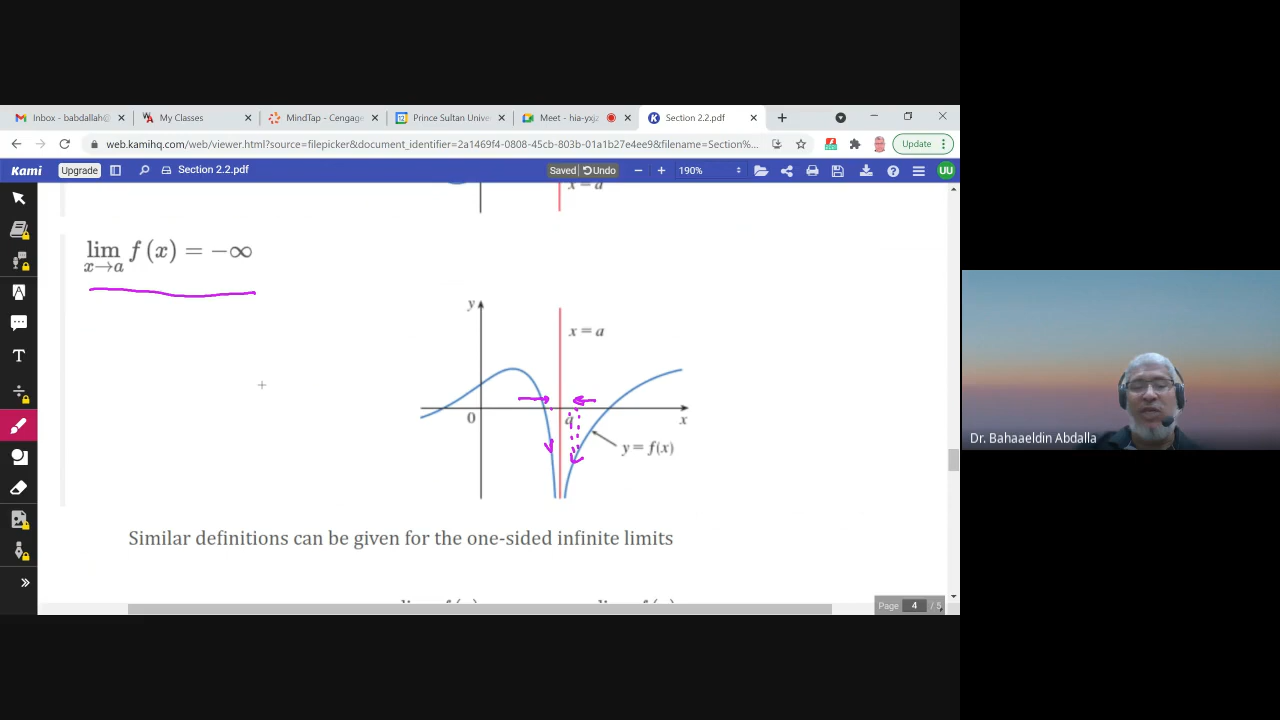 Inbox - babdallah@
My Classes
MindTap - Cengage
Prince Sultan Unive
Meet - hia-yxjz
Section 2.2.pdf
web.kamihq.com/web/viewer.html?source=filepicker&document_identifier=2a1469f4-0808-45cb-803b-01a1b27e4ee9&filename=Section%...
Update
Kami
Upgrade
Section 2.2.pdf
Saved
Undo
190%
UU
x = a
lim f (x) = −∞
x→a
y
x = a
0
a
x
y = f(x)
Similar definitions can be given for the one-sided infinite limits
Page 4 / 5
Dr. Bahaaeldin Abdalla